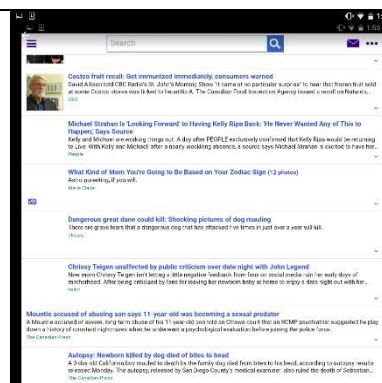 1:55
Search
Costco fruit recall: Get immunized immediately, consumers warned
David Allison told CBC Radio's St. John's Morning Show "it came at no particular surprise" to hear that frozen fruit sold
at some Costco stores was linked to hepatitis A. The Canadian Food Inspection Agency issued a recall on Nature's...
CBC
Michael Strahan Is 'Looking Forward' to Having Kelly Ripa Back: 'He Never Wanted Any of This to
Happen,' Says Source
Kelly and Michael are working things out. A day after PEOPLE exclusively confirmed that Kelly Ripa would be returning
to Live! With Kelly and Michael after a nearly weeklong absence, a source says Michael Strahan is excited to have her...
People
What Kind of Mom You're Going to Be Based on Your Zodiac Sign (12 photos)
Astro-parenting, if you will.
Marie Claire
Dangerous great dane could kill: Shocking pictures of dog mauling
There are grave fears that a dangerous dog that has attacked five times in just over a year will kill.
7News
Chrissy Teigen unaffected by public criticism over date night with John Legend
New mom Chrissy Teigen isn't letting a little negative feedback from fans on social media ruin her early days of
motherhood. After being criticized by fans for leaving her newborn baby at home to enjoy a date night out with her...
Hello!
Mountie accused of abusing son says 11-year-old was becoming a sexual predator
A Mountie accused of severe, long-term abuse of his 11-year-old son told an Ottawa court that an RCMP psychiatrist suggested he play
down a history of constant nightmares when he underwent a psychological evaluation before joining the police force.
The Canadian Press
Autopsy: Newborn killed by dog died of bites to head
A 3-day-old California boy mauled to death by the family dog died from bites to his head, according to autopsy results
released Monday. The autopsy, released by San Diego County's medical examiner, also ruled the death of Sebastian...
The Canadian Press